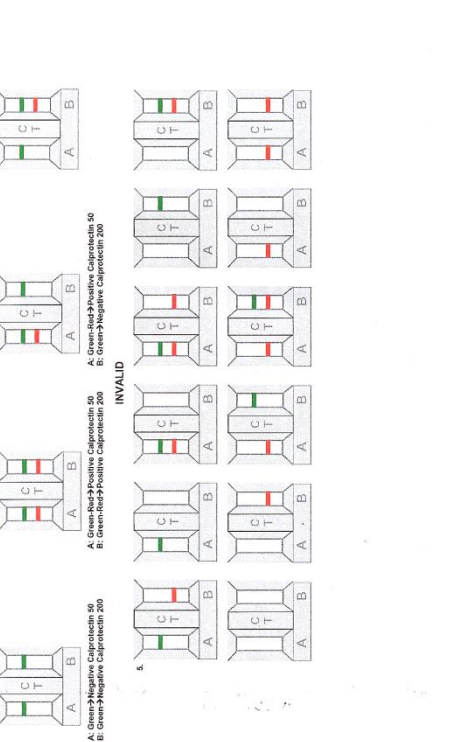 C
T
A B
C
T
A B
C
T
A B
C
T
A B
A: Green→Negative Calprotectin 50
B: Green→Negative Calprotectin 200
A: Green-Red→Positive Calprotectin 50
B: Green-Red→Positive Calprotectin 200
A: Green-Red→Positive Calprotectin 50
B: Green→Negative Calprotectin 200
INVALID
5.
C
T
A B
C
T
A B
C
T
A B
C
T
A B
C
T
A B
C
T
A B
C
T
A B
C
T
A B
C
T
A B
C
T
A B
C
T
A B
C
T
A B